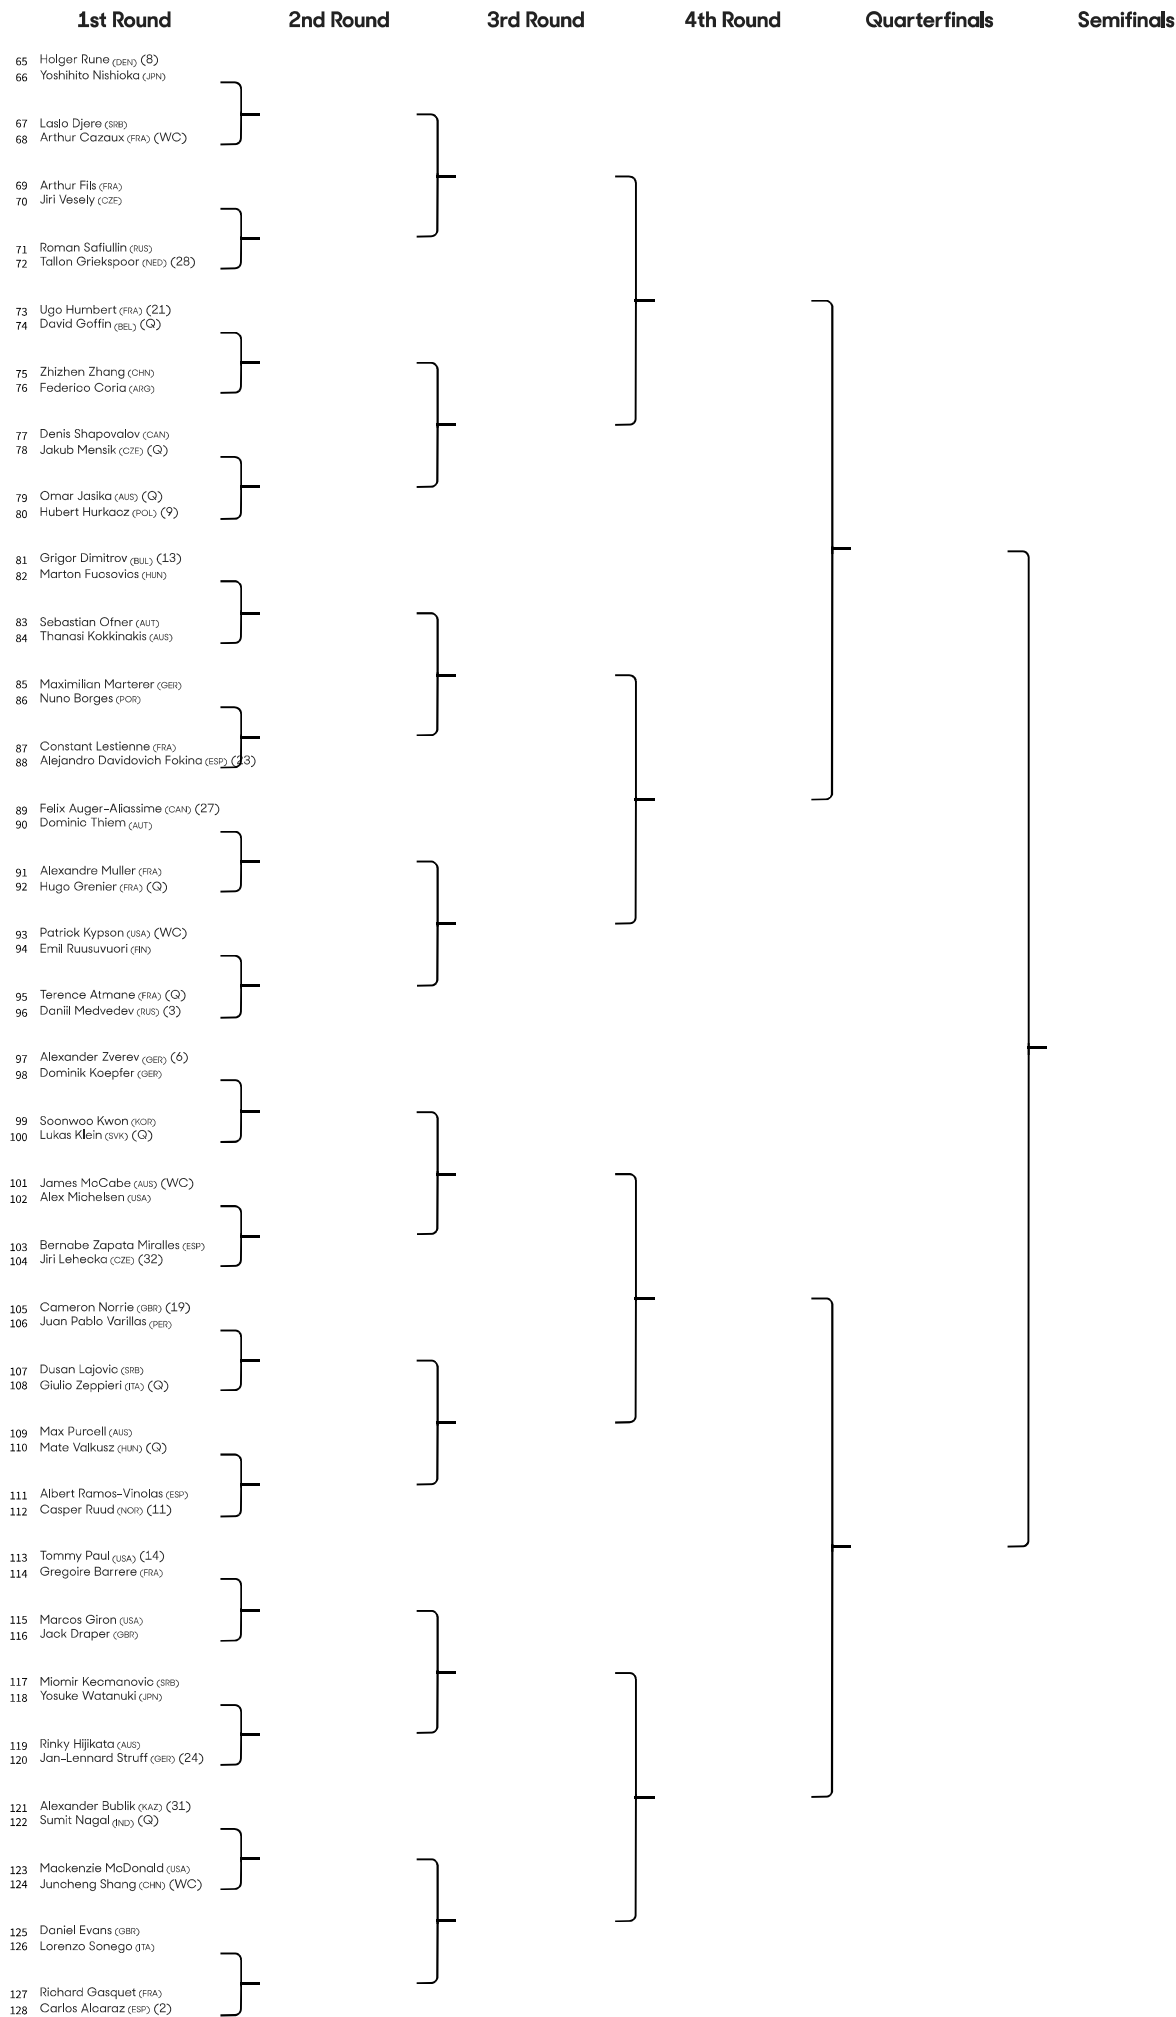 1st Round 2nd Round 3rd Round 4th Round Quarterfinals Semifinals
65 Holger Rune (DEN) (8)
66 Yoshihito Nishioka (JPN)
67 Laslo Djere (SRB)
68 Arthur Cazaux (FRA) (WC)
69 Arthur Fils (FRA)
70 Jiri Vesely (CZE)
71 Roman Safiullin (RUS)
72 Tallon Griekspoor (NED) (28)
73 Ugo Humbert (FRA) (21)
74 David Goffin (BEL) (Q)
75 Zhizhen Zhang (CHN)
76 Federico Coria (ARG)
77 Denis Shapovalov (CAN)
78 Jakub Mensik (CZE) (Q)
79 Omar Jasika (AUS) (Q)
80 Hubert Hurkacz (POL) (9)
81 Grigor Dimitrov (BUL) (13)
82 Marton Fucsovics (HUN)
83 Sebastian Ofner (AUT)
84 Thanasi Kokkinakis (AUS)
85 Maximilian Marterer (GER)
86 Nuno Borges (POR)
87 Constant Lestienne (FRA)
88 Alejandro Davidovich Fokina (ESP) (23)
89 Felix Auger-Aliassime (CAN) (27)
90 Dominic Thiem (AUT)
91 Alexandre Muller (FRA)
92 Hugo Grenier (FRA) (Q)
93 Patrick Kypson (USA) (WC)
94 Emil Ruusuvuori (FIN)
95 Terence Atmane (FRA) (Q)
96 Daniil Medvedev (RUS) (3)
97 Alexander Zverev (GER) (6)
98 Dominik Koepfer (GER)
99 Soonwoo Kwon (KOR)
100 Lukas Klein (SVK) (Q)
101 James McCabe (AUS) (WC)
102 Alex Michelsen (USA)
103 Bernabe Zapata Miralles (ESP)
104 Jiri Lehecka (CZE) (32)
105 Cameron Norrie (GBR) (19)
106 Juan Pablo Varillas (PER)
107 Dusan Lajovic (SRB)
108 Giulio Zeppieri (ITA) (Q)
109 Max Purcell (AUS)
110 Mate Valkusz (HUN) (Q)
111 Albert Ramos-Vinolas (ESP)
112 Casper Ruud (NOR) (11)
113 Tommy Paul (USA) (14)
114 Gregoire Barrere (FRA)
115 Marcos Giron (USA)
116 Jack Draper (GBR)
117 Miomir Kecmanovic (SRB)
118 Yosuke Watanuki (JPN)
119 Rinky Hijikata (AUS)
120 Jan-Lennard Struff (GER) (24)
121 Alexander Bublik (KAZ) (31)
122 Sumit Nagal (IND) (Q)
123 Mackenzie McDonald (USA)
124 Juncheng Shang (CHN) (WC)
125 Daniel Evans (GBR)
126 Lorenzo Sonego (ITA)
127 Richard Gasquet (FRA)
128 Carlos Alcaraz (ESP) (2)